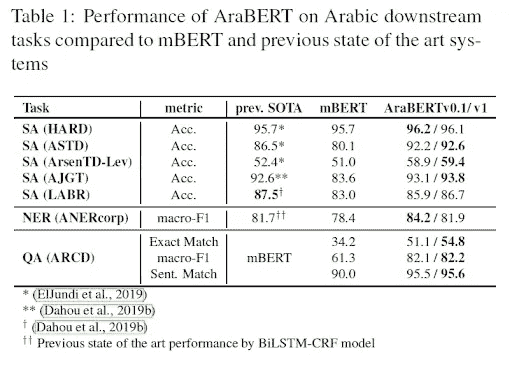 Table 1: Performance of AraBERT on Arabic downstream
tasks compared to mBERT and previous state of the art sys-
tems
Task metric prev. SOTA mBERT AraBERTv0.1/ v1
SA (HARD) Acc. 95.7* 95.7 96.2 / 96.1
SA (ASTD) Acc. 86.5* 80.1 92.2 / 92.6
SA (ArsenTD-Lev) Acc. 52.4* 51.0 58.9 / 59.4
SA (AJGT) Acc. 92.6** 83.6 93.1 / 93.8
SA (LABR) Acc. 87.5† 83.0 85.9 / 86.7
NER (ANERcorp) macro-F1 81.7†† 78.4 84.2 / 81.9
Exact Match 34.2 51.1 / 54.8
QA (ARCD) macro-F1 mBERT 61.3 82.1 / 82.2
Sent. Match 90.0 95.5 / 95.6
* (ElJundi et al., 2019)
** (Dahou et al., 2019b)
† (Dahou et al., 2019b)
†† Previous state of the art performance by BiLSTM-CRF model